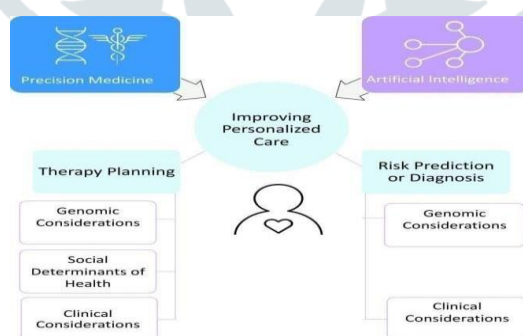 Precision Medicine
Artificial Intelligence
Improving
Personalized
Care
Therapy Planning
Genomic
Considerations
Social
Determinants of
Health
Clinical
Considerations
Risk Prediction
or Diagnosis
Genomic
Considerations
Clinical
Considerations